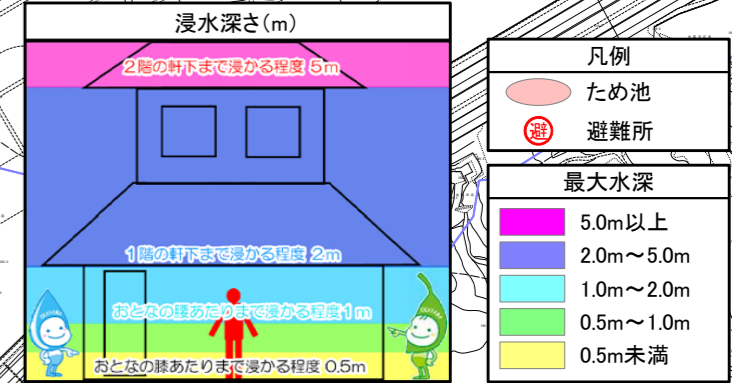 浸水深さ(m)
2階の軒下まで浸かる程度 5m
1階の軒下まで浸かる程度 2m
おとなの腰あたりまで浸かる程度1m
おとなの膝あたりまで浸かる程度 0.5m
凡例
ため池
避 避難所
最大水深
5.0m以上
2.0m~5.0m
1.0m~2.0m
0.5m~1.0m
0.5m未満